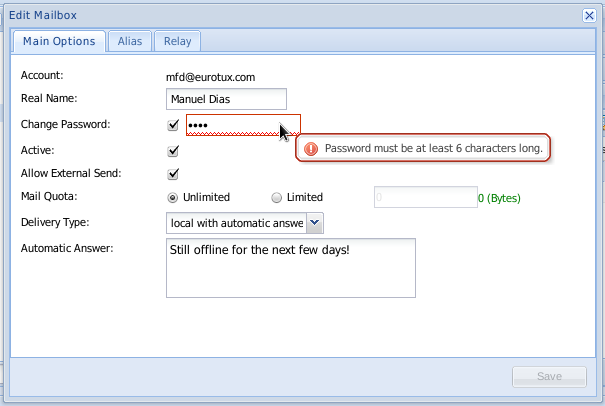 Edit Mailbox
Main Options Alias Relay
Account: mfd@eurotux.com
Real Name: Manuel Dias
Change Password: ••••
Password must be at least 6 characters long.
Active:
Allow External Send:
Mail Quota: Unlimited Limited 0 0 (Bytes)
Delivery Type: local with automatic answe
Automatic Answer: Still offline for the next few days!
Save